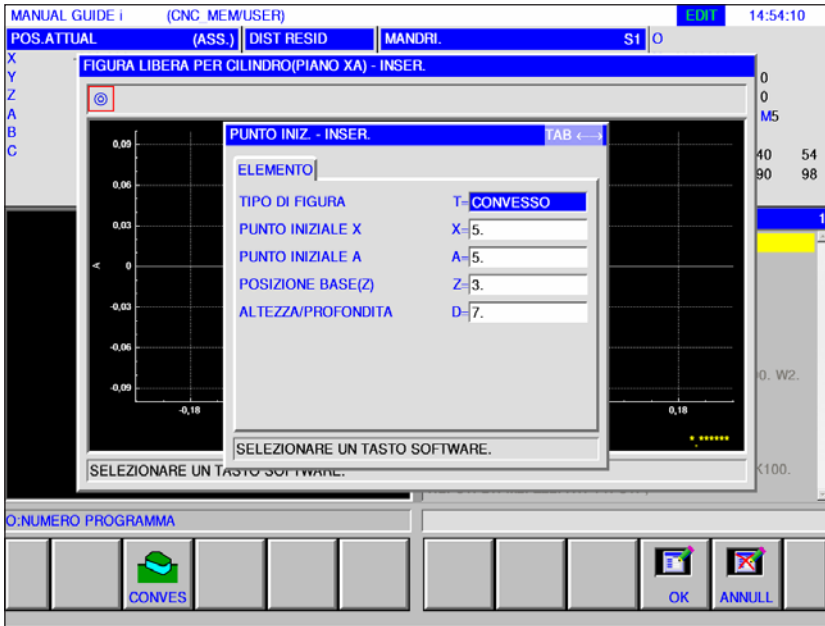 MANUAL GUIDE i (CNC_MEM/USER) EDIT 14:54:10
POS.ATTUAL (ASS.) DIST RESID MANDRI. S1 O
X
Y
Z
A
B
C
0
0
M5
40 54
90 98
1
FIGURA LIBERA PER CILINDRO(PIANO XA) - INSER.
0,09
0,06
0,03
A 0
-0,03
-0,06
-0,09
-0,18 0,18
*.******
PUNTO INIZ. - INSER. TAB ←→
ELEMENTO
TIPO DI FIGURA T= CONVESSO
PUNTO INIZIALE X X= 5.
PUNTO INIZIALE A A= 5.
POSIZIONE BASE(Z) Z= 3.
ALTEZZA/PROFONDITA D= 7.
SELEZIONARE UN TASTO SOFTWARE.
SELEZIONARE UN TASTO SOFTWARE.
00. W2.
X100.
O:NUMERO PROGRAMMA
CONVES OK ANNULL